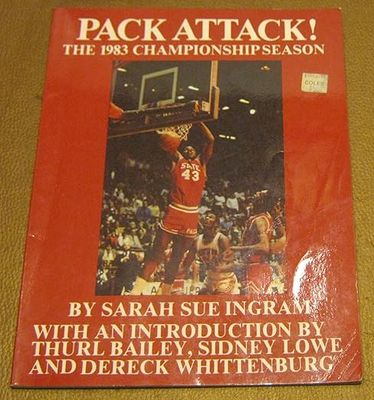 PACK ATTACK!
THE 1983 CHAMPIONSHIP SEASON
STATE
43
BY SARAH SUE INGRAM
WITH AN INTRODUCTION BY
THURL BAILEY, SIDNEY LOWE
AND DERECK WHITTENBURG